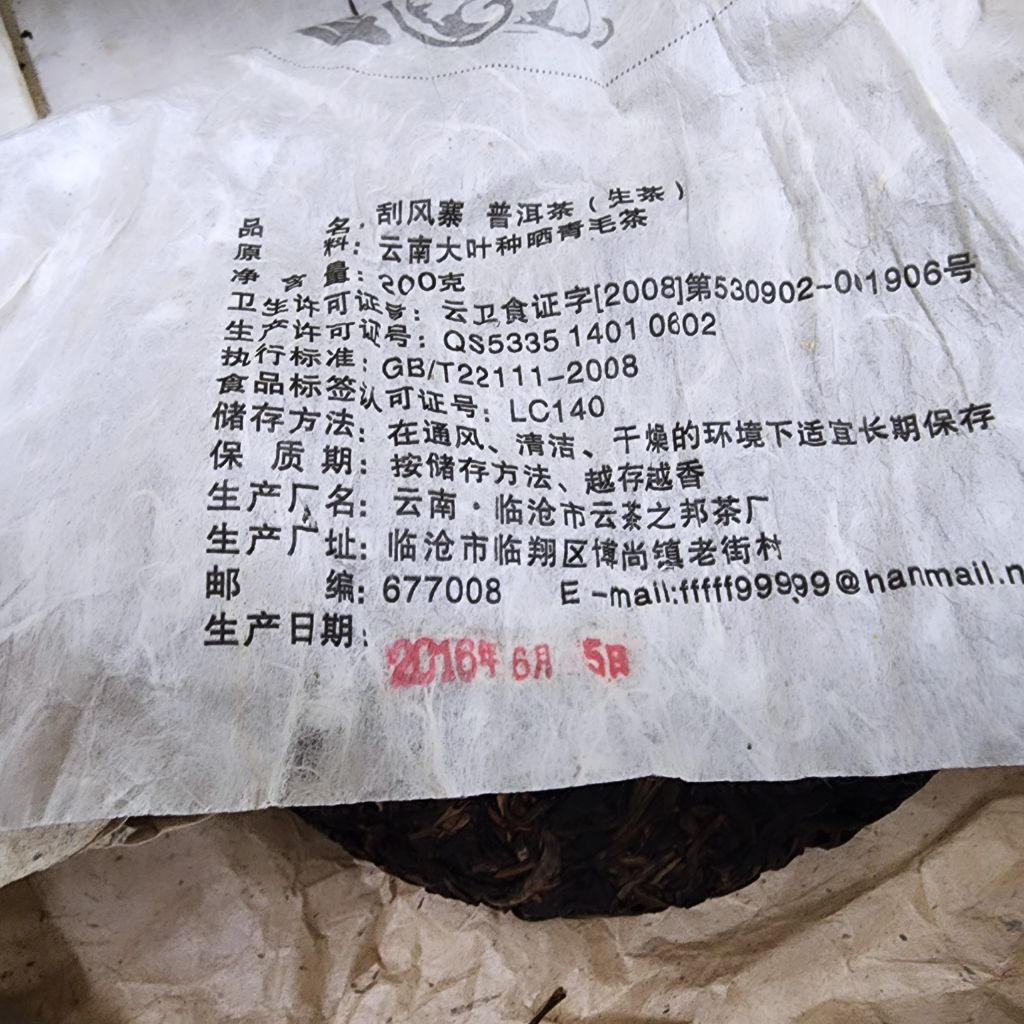 品 名: 刮风寨 普洱茶（生茶）
原 料: 云南大叶种晒青毛茶
净含量: 200克
卫生许可证号: 云卫食证字[2008]第530902-001906号
生产许可证号: QS5335 1401 0602
执行标准: GB/T22111-2008
食品标签认可证号: LC140
储存方法: 在通风、清洁、干燥的环境下适宜长期保存
保 质 期: 按储存方法、越存越香
生产厂名: 云南·临沧市云茶之邦茶厂
生产厂址: 临沧市临翔区博尚镇老街村
邮 编: 677008 E-mail:fffff99999@hanmail.n
生产日期:
2016年 6月 5日